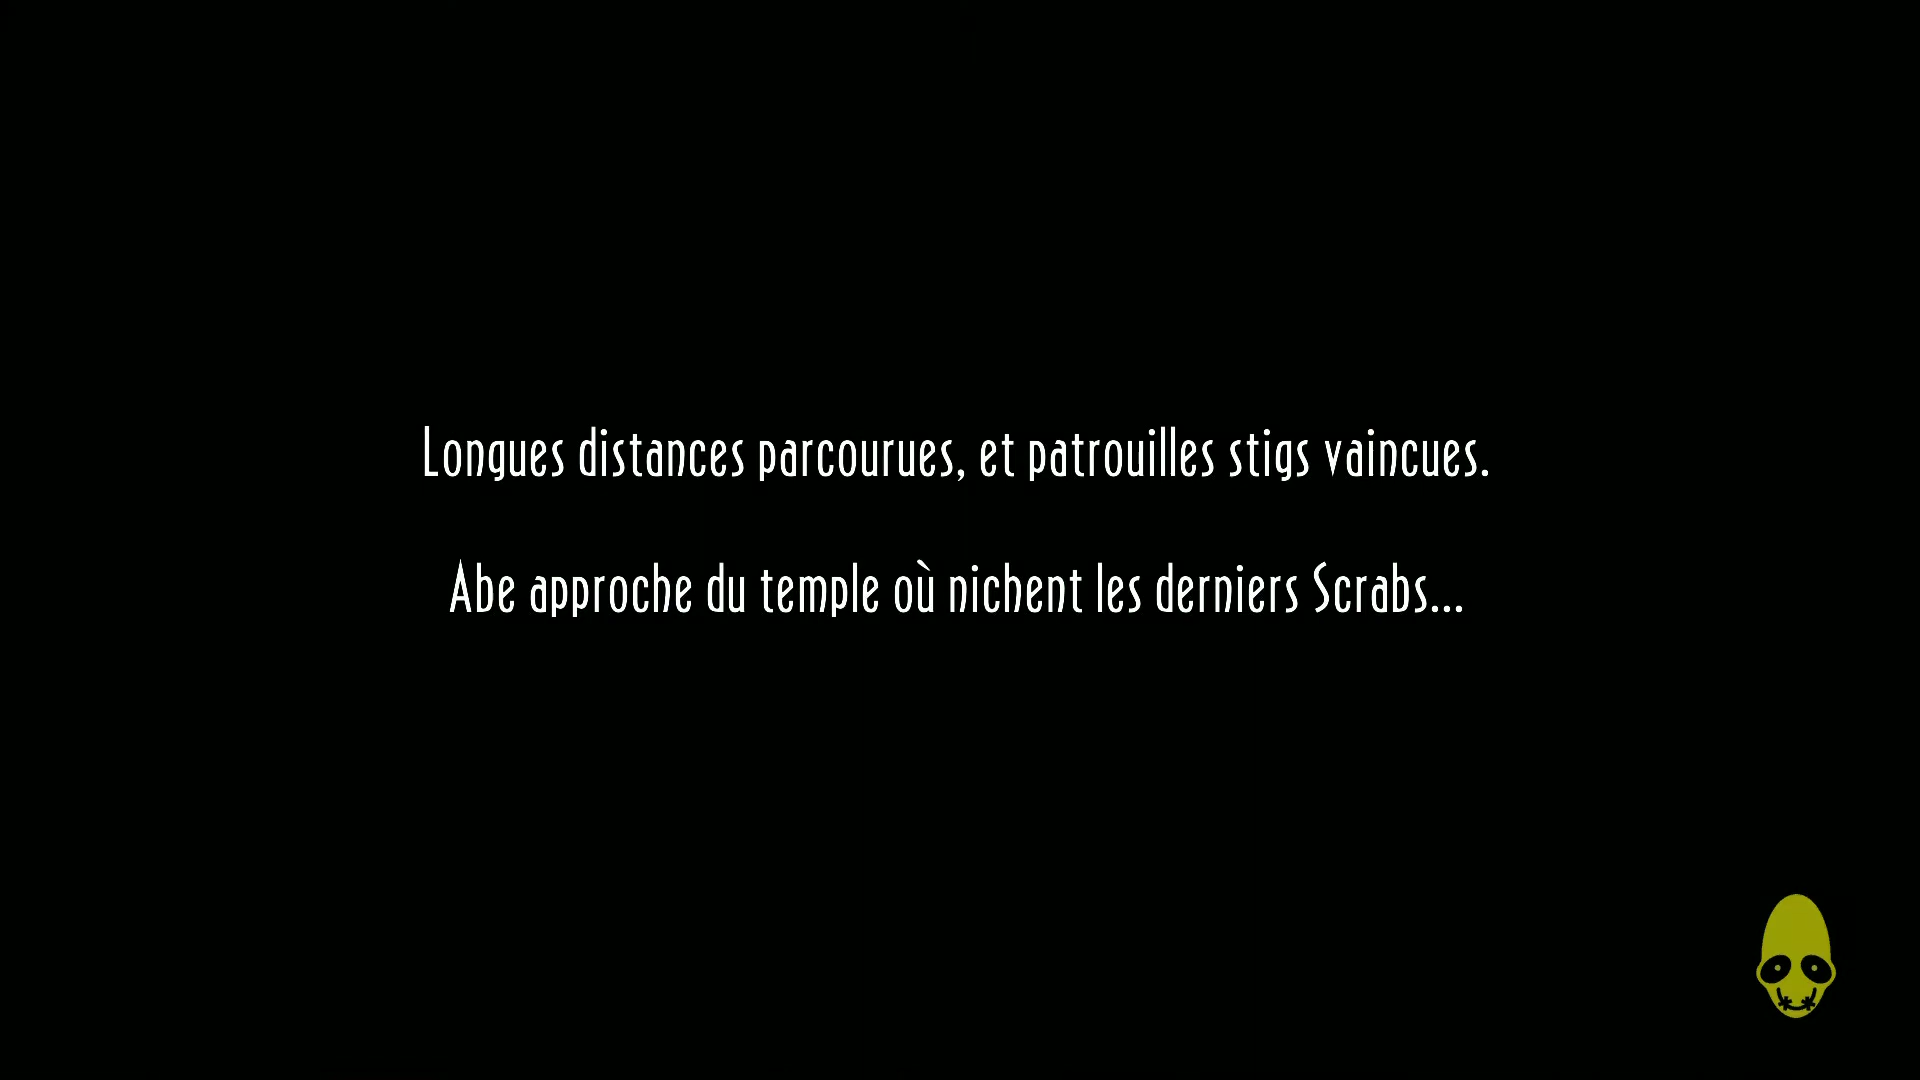 Longues distances parcourues, et patrouilles stigs vaincues.
Abe approche du temple où nichent les derniers Scrabs...